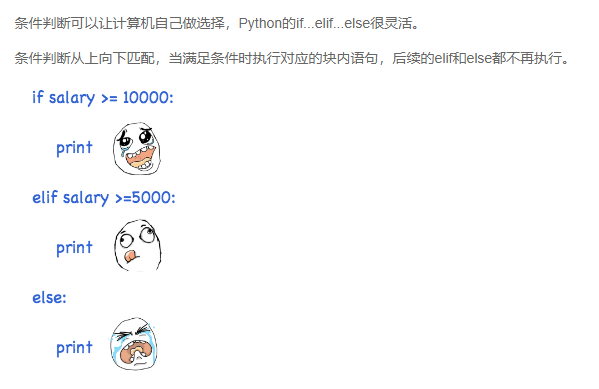 条件判断可以让计算机自己做选择，Python的if...elif...else很灵活。
条件判断从上向下匹配，当满足条件时执行对应的块内语句，后续的elif和else都不再执行。
if salary >= 10000:
print
elif salary >=5000:
print
else:
print